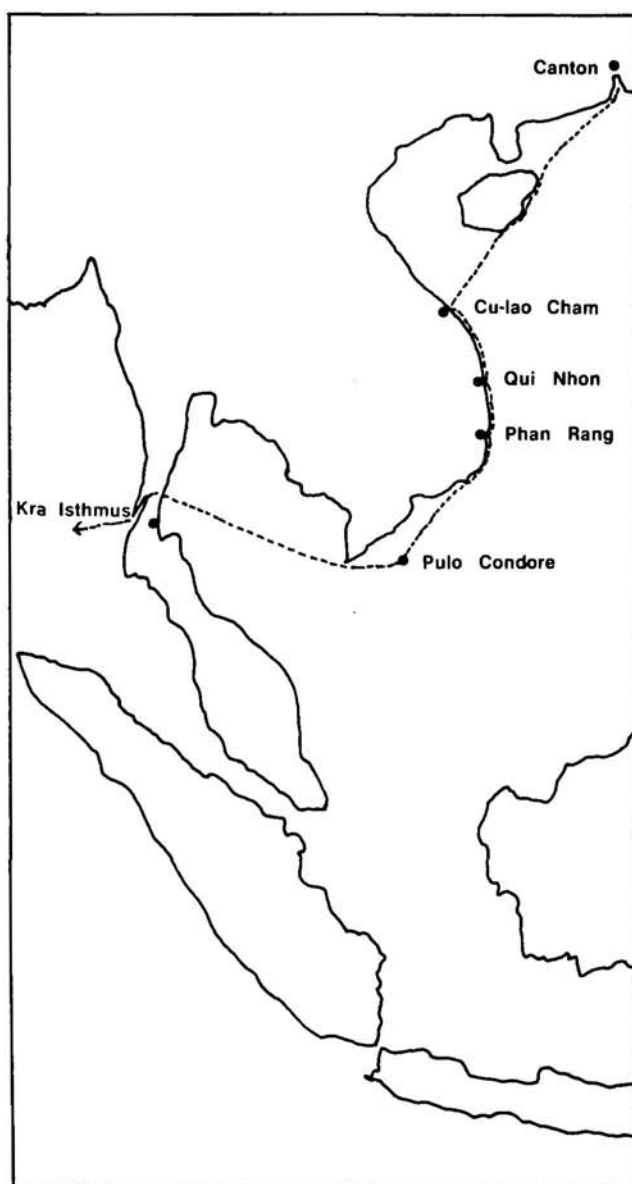 Canton
Cu-lao Cham
Qui Nhon
Phan Rang
Kra Isthmus
Pulo Condore